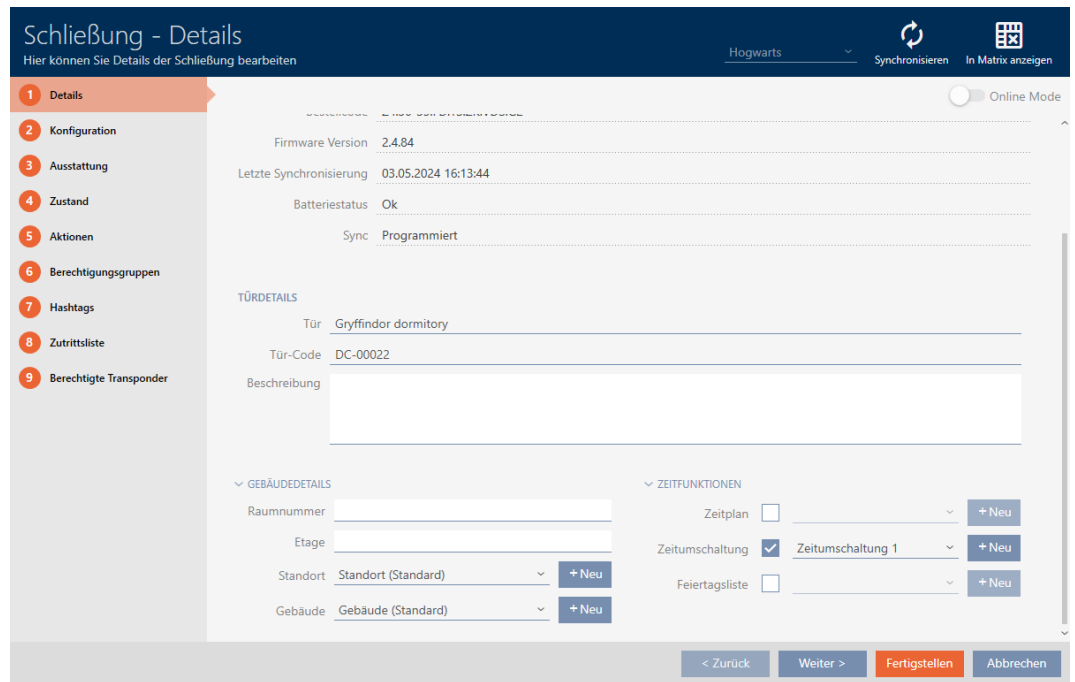 Schließung - Details
Hier können Sie Details der Schließung bearbeiten
Hogwarts
Synchronisieren
In Matrix anzeigen
1 Details
2 Konfiguration
3 Ausstattung
4 Zustand
5 Aktionen
6 Berechtigungsgruppen
7 Hashtags
8 Zutrittsliste
9 Berechtigte Transponder
Online Mode
Firmware Version 2.4.84
Letzte Synchronisierung 03.05.2024 16:13:44
Batteriestatus Ok
Sync Programmiert
TÜRDETAILS
Tür Gryffindor dormitory
Tür-Code DC-00022
Beschreibung
GEBÄUDEDETAILS
Raumnummer
Etage
Standort Standort (Standard) +Neu
Gebäude Gebäude (Standard) +Neu
ZEITFUNKTIONEN
Zeitplan +Neu
Zeitumschaltung Zeitumschaltung 1 +Neu
Feiertagsliste +Neu
< Zurück
Weiter >
Fertigstellen
Abbrechen